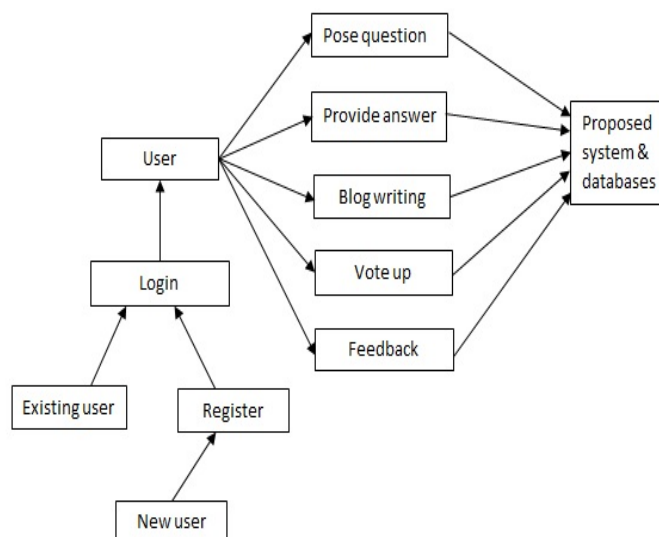 Pose question
Provide answer
Proposed
system &
databases
User
Blog writing
Vote up
Login
Feedback
Existing user
Register
New user